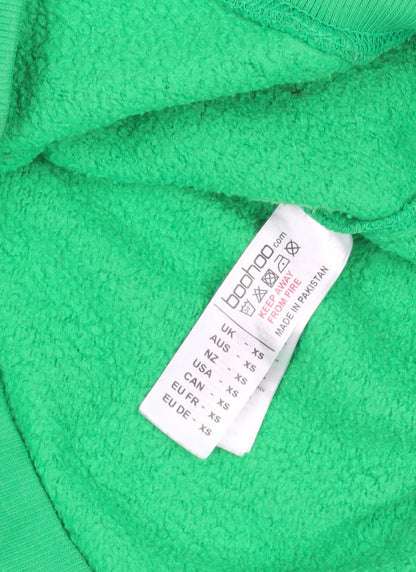 boohoo.com
KEEP AWAY
FROM FIRE
MADE IN PAKISTAN
UK - XS
AUS - XS
NZ - XS
USA - XS
CAN - XS
EU FR - XS
EU DE - XS